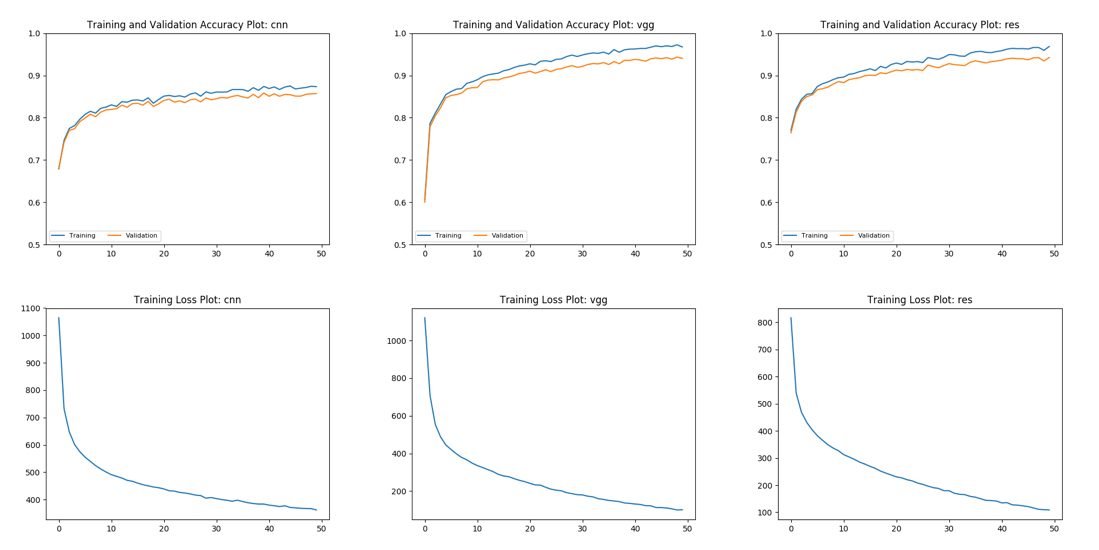 Training and Validation Accuracy Plot: cnn
1.0
0.9
0.8
0.7
0.6
0.5
Training Validation
0 10 20 30 40 50
Training and Validation Accuracy Plot: vgg
1.0
0.9
0.8
0.7
0.6
0.5
Training Validation
0 10 20 30 40 50
Training and Validation Accuracy Plot: res
1.0
0.9
0.8
0.7
0.6
0.5
Training Validation
0 10 20 30 40 50
Training Loss Plot: cnn
1100
1000
900
800
700
600
500
400
0 10 20 30 40 50
Training Loss Plot: vgg
1000
800
600
400
200
0 10 20 30 40 50
Training Loss Plot: res
800
700
600
500
400
300
200
100
0 10 20 30 40 50